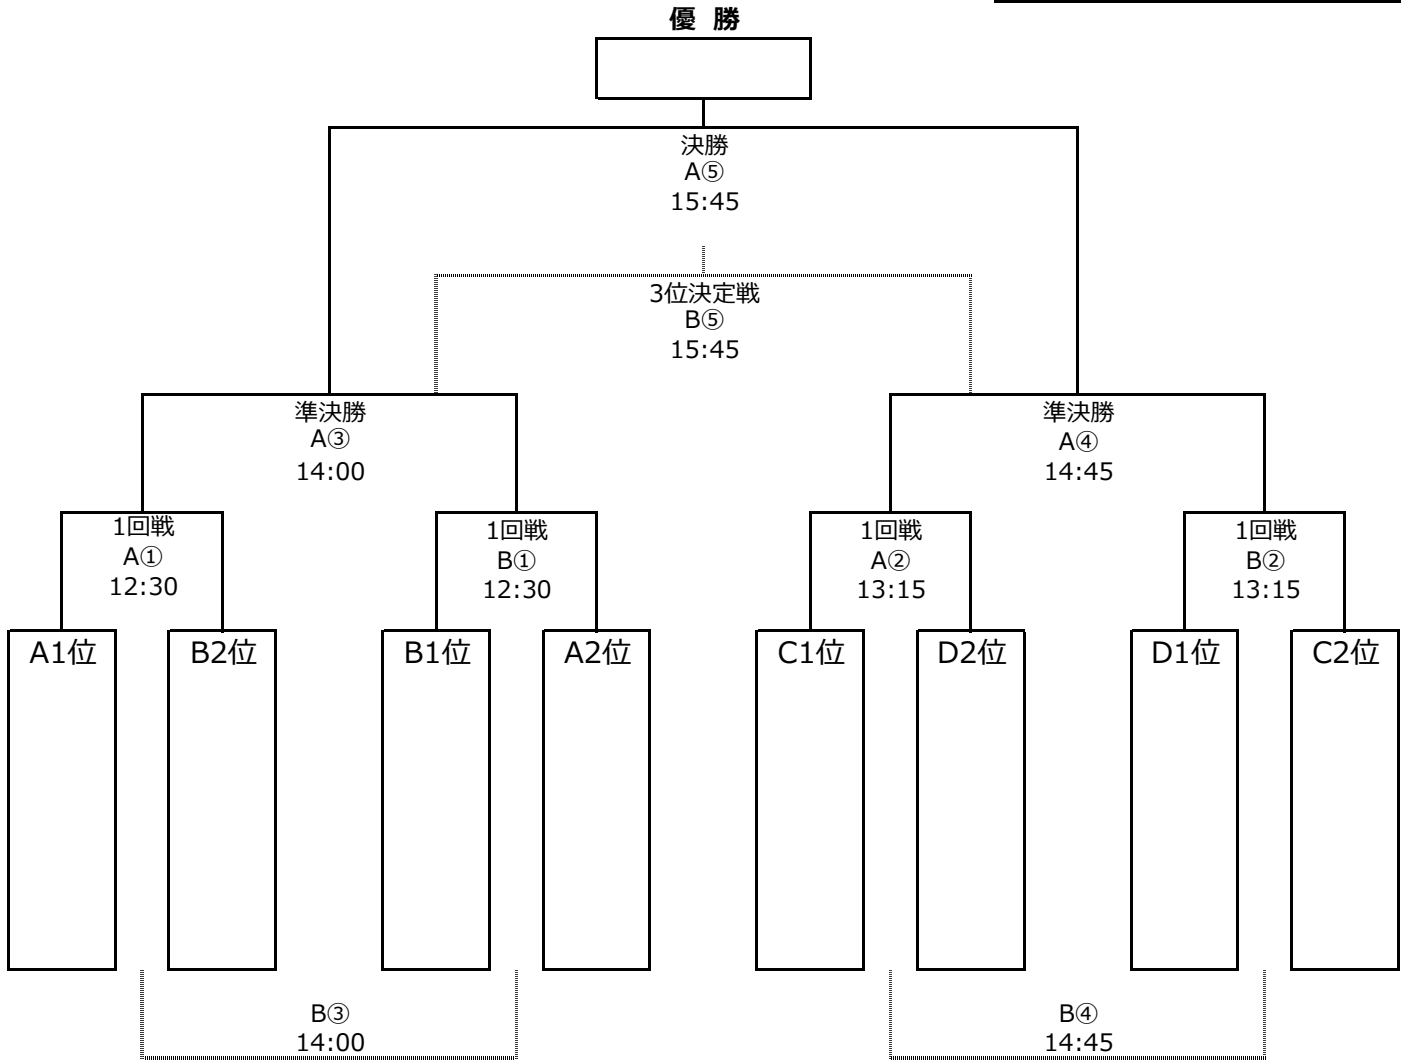 優 勝
決勝
A⑤
15:45
3位決定戦
B⑤
15:45
準決勝
A③
14:00
準決勝
A④
14:45
1回戦
A①
12:30
1回戦
B①
12:30
1回戦
A②
13:15
1回戦
B②
13:15
A1位
B2位
B1位
A2位
C1位
D2位
D1位
C2位
B③
14:00
B④
14:45